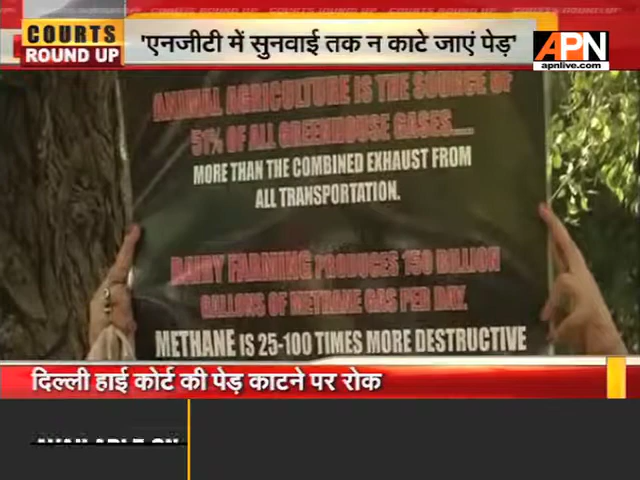 COURTS
ROUND UP
'एनजीटी में सुनवाई तक न काटे जाएं पेड़'
APN
apnlive.com
ANIMAL AGRICULTURE IS THE SOURCE OF
51% OF ALL GREENHOUSE GASES....
MORE THAN THE COMBINED EXHAUST FROM
ALL TRANSPORTATION.
DAIRY FARMING PRODUCES 150 BILLION
GALLONS OF METHANE GAS PER DAY.
METHANE IS 25-100 TIMES MORE DESTRUCTIVE
दिल्ली हाई कोर्ट की पेड़ काटने पर रोक
AVAILABLE ON